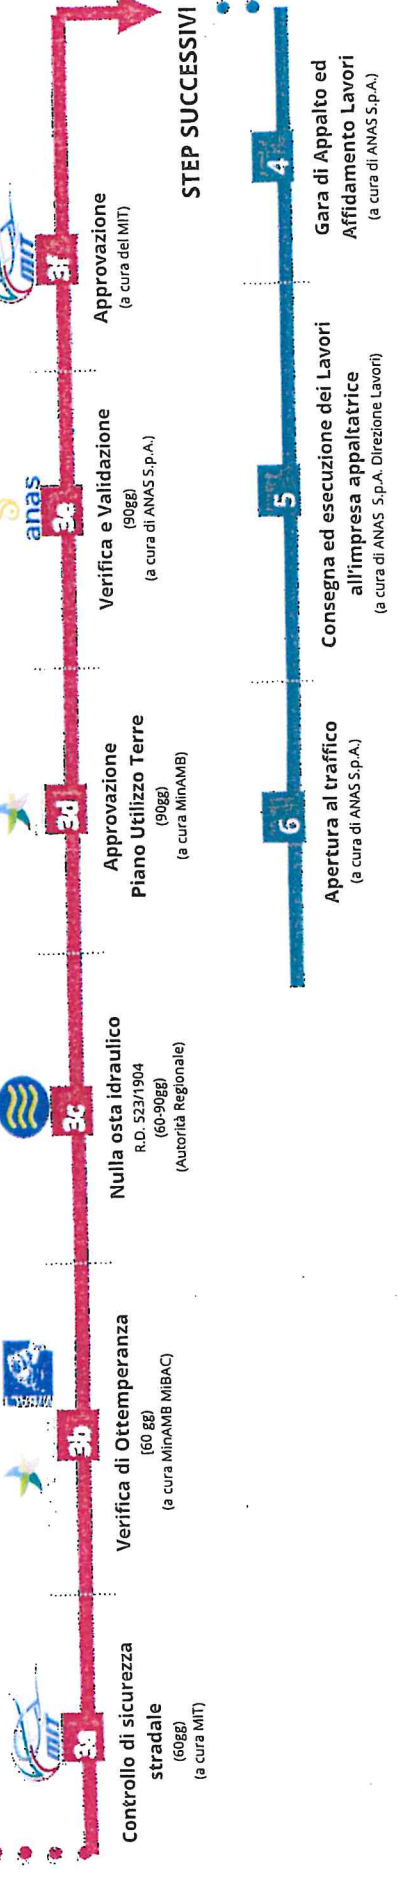 MIT
3a
Controllo di sicurezza
stradale
(60gg)
(a cura MIT)
3b
Verifica di Ottemperanza
[60 gg)
(a cura MinAMB MiBAC)
3c
Nulla osta idraulico
R.D. 523/1904
(60-90gg)
(Autorità Regionale)
3d
Approvazione
Piano Utilizzo Terre
(90gg)
(a cura MinAMB)
anas
3e
Verifica e Validazione
(90gg)
(a cura di ANAS S.p.A.)
MIT
3f
Approvazione
(a cura del MIT)
STEP SUCCESSIVI
4
Gara di Appalto ed
Affidamento Lavori
(a cura di ANAS S.p.A.)
5
Consegna ed esecuzione dei Lavori
all'impresa appaltatrice
(a cura di ANAS S.p.A. Direzione Lavori)
6
Apertura al traffico
(a cura di ANAS S.p.A.)